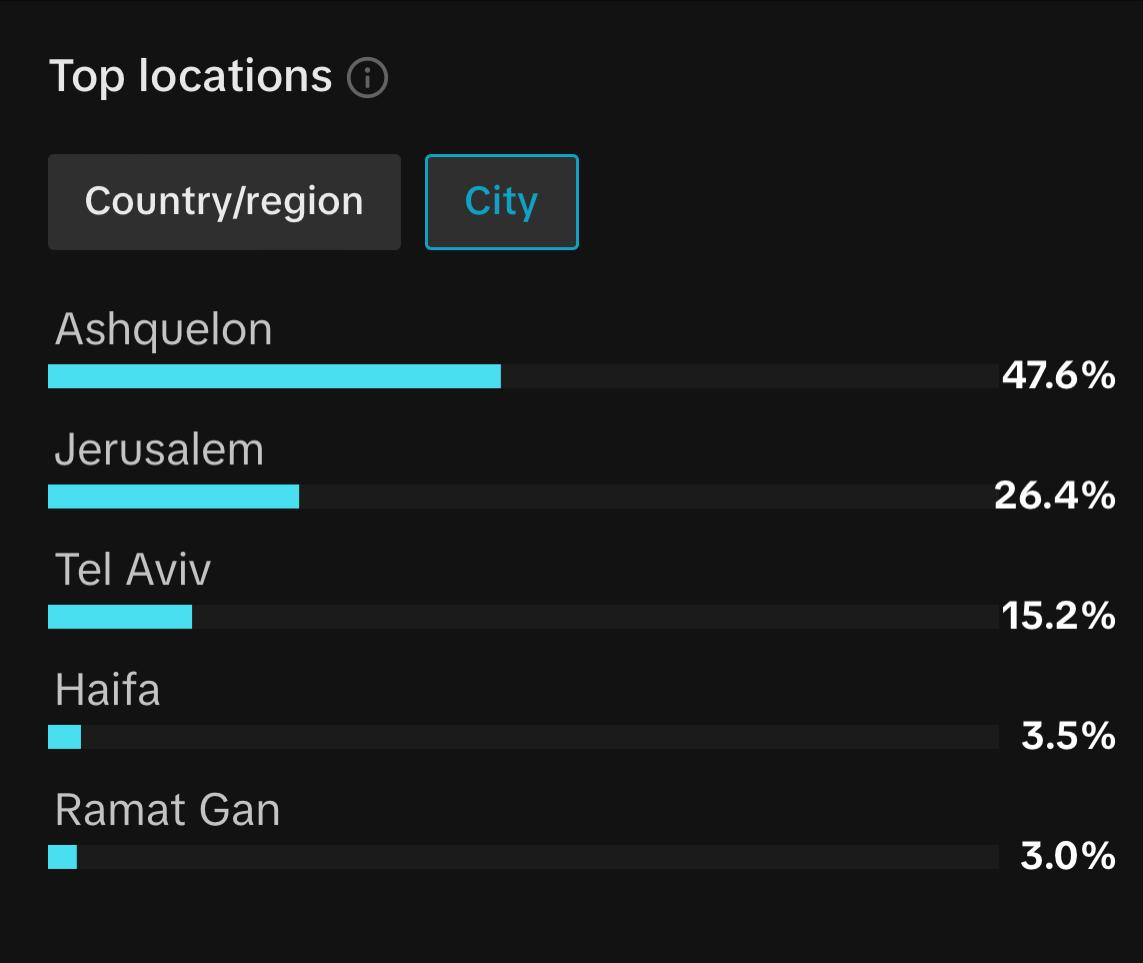 Top locations
Country/region City
Ashquelon
47.6%
Jerusalem
26.4%
Tel Aviv
15.2%
Haifa
3.5%
Ramat Gan
3.0%